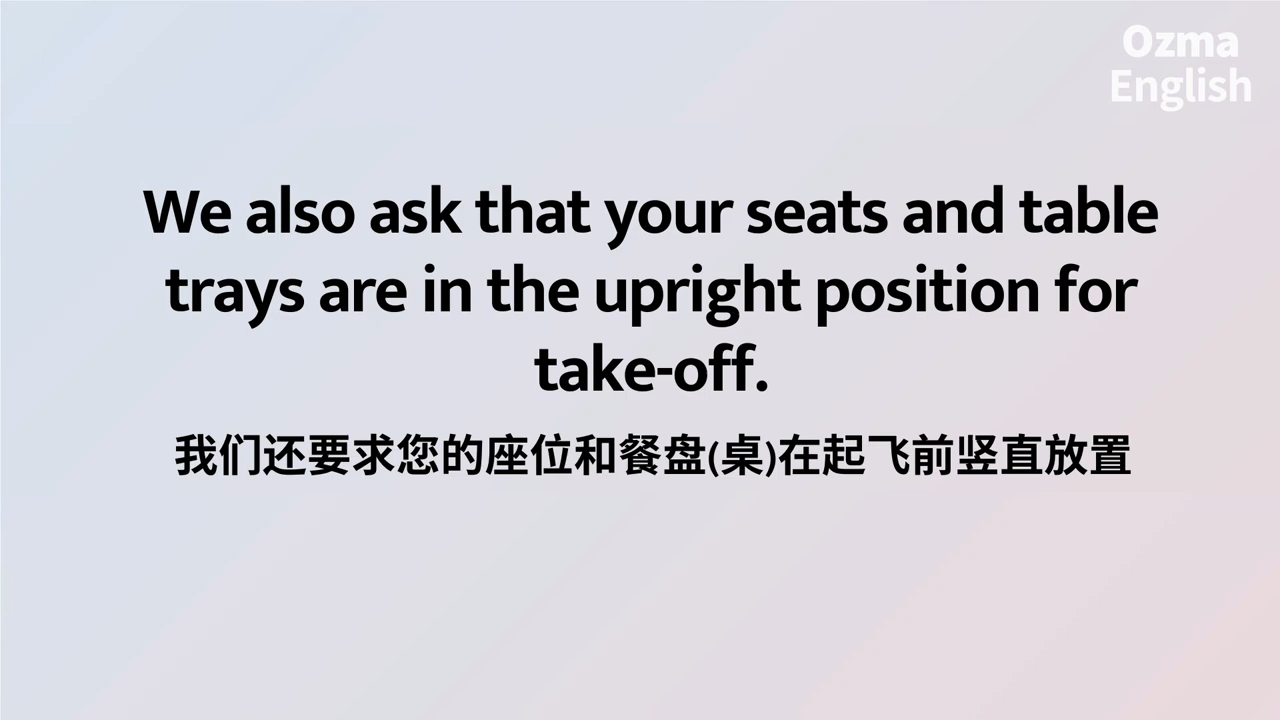 Ozma
English
We also ask that your seats and table
trays are in the upright position for
take-off.
我们还要求您的座位和餐盘(桌)在起飞前竖直放置